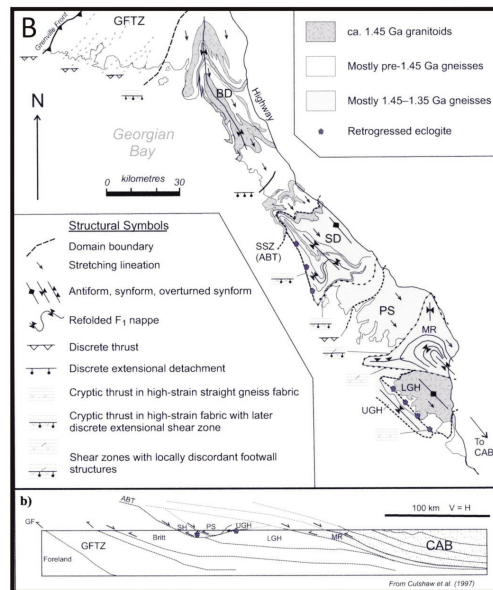 B
GFTZ
Grenville Front
N
BD
Highway
Georgian
Bay
kilometres
0 30
ca. 1.45 Ga granitoids
Mostly pre-1.45 Ga gneisses
Mostly 1.45–1.35 Ga gneisses
Retrogressed eclogite
SSZ
(ABT)
SD
PS
MR
LGH
UGH
To
CAB
Structural Symbols
Domain boundary
Stretching lineation
Antiform, synform, overturned synform
Refolded F1 nappe
Discrete thrust
Discrete extensional detachment
Cryptic thrust in high-strain straight gneiss fabric
Cryptic thrust in high-strain fabric with later
discrete extensional shear zone
Shear zones with locally discordant footwall
structures
b)
100 km V = H
ABT
GF
SH PS UGH
GFTZ Britt LGH MR CAB
Foreland
From Culshaw et al. (1997)